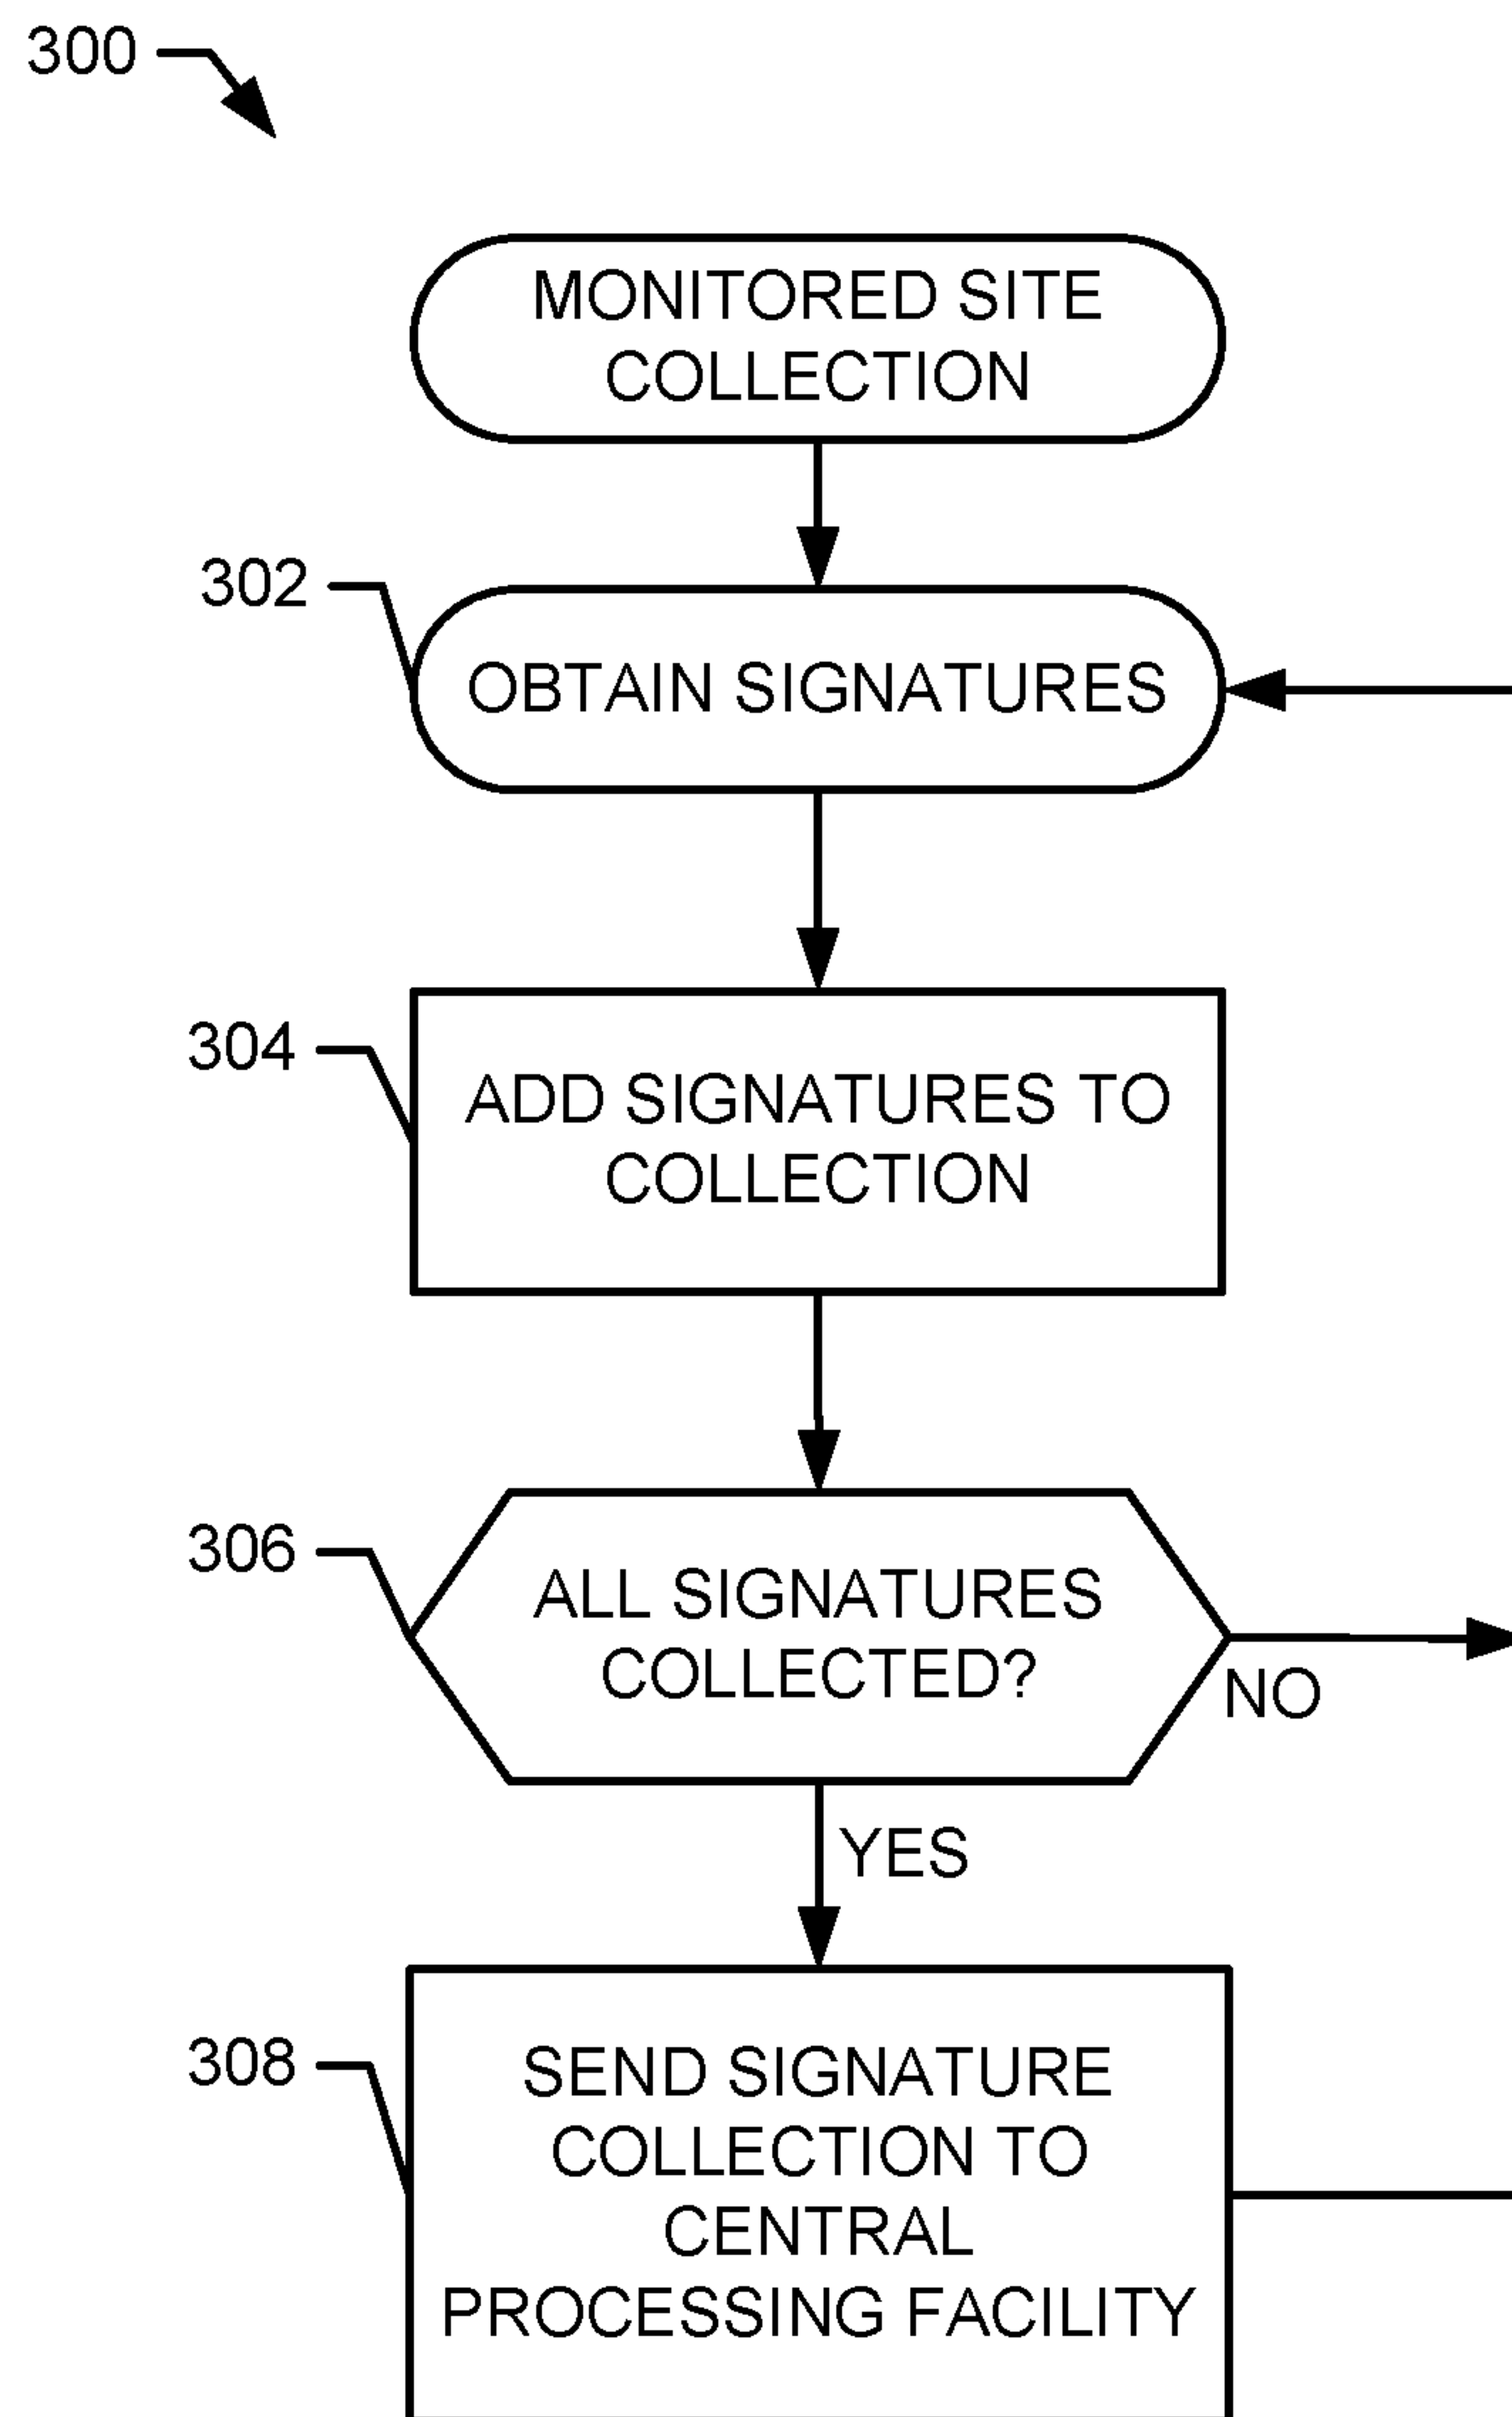 300
MONITORED SITE
COLLECTION
302
OBTAIN SIGNATURES
304
ADD SIGNATURES TO
COLLECTION
306
ALL SIGNATURES
COLLECTED?
NO
YES
308
SEND SIGNATURE
COLLECTION TO
CENTRAL
PROCESSING FACILITY